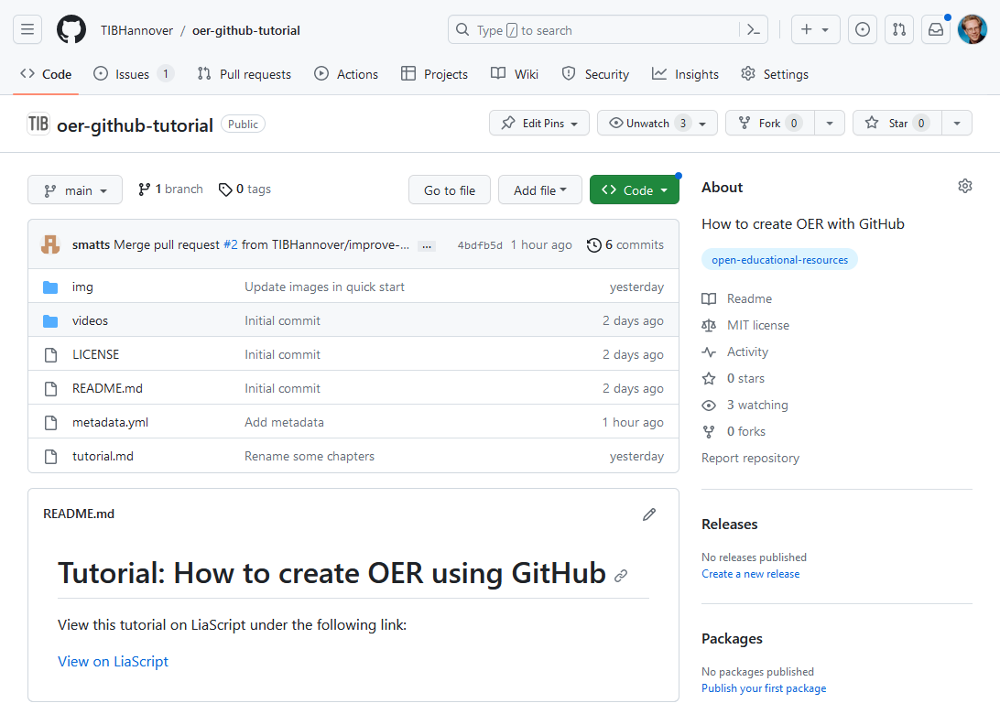 TIBHannover / oer-github-tutorial
Type / to search
Code
Issues 1
Pull requests
Actions
Projects
Wiki
Security
Insights
Settings
TIB oer-github-tutorial Public
Edit Pins
Unwatch 3
Fork 0
Star 0
main
1 branch
0 tags
Go to file
Add file
Code
smatts Merge pull request #2 from TIBHannover/improve-... ... 4bdfb5d 1 hour ago 6 commits
img Update images in quick start yesterday
videos Initial commit 2 days ago
LICENSE Initial commit 2 days ago
README.md Initial commit 2 days ago
metadata.yml Add metadata 1 hour ago
tutorial.md Rename some chapters yesterday
README.md
Tutorial: How to create OER using GitHub
View this tutorial on LiaScript under the following link:
View on LiaScript
About
How to create OER with GitHub
open-educational-resources
Readme
MIT license
Activity
0 stars
3 watching
0 forks
Report repository
Releases
No releases published
Create a new release
Packages
No packages published
Publish your first package